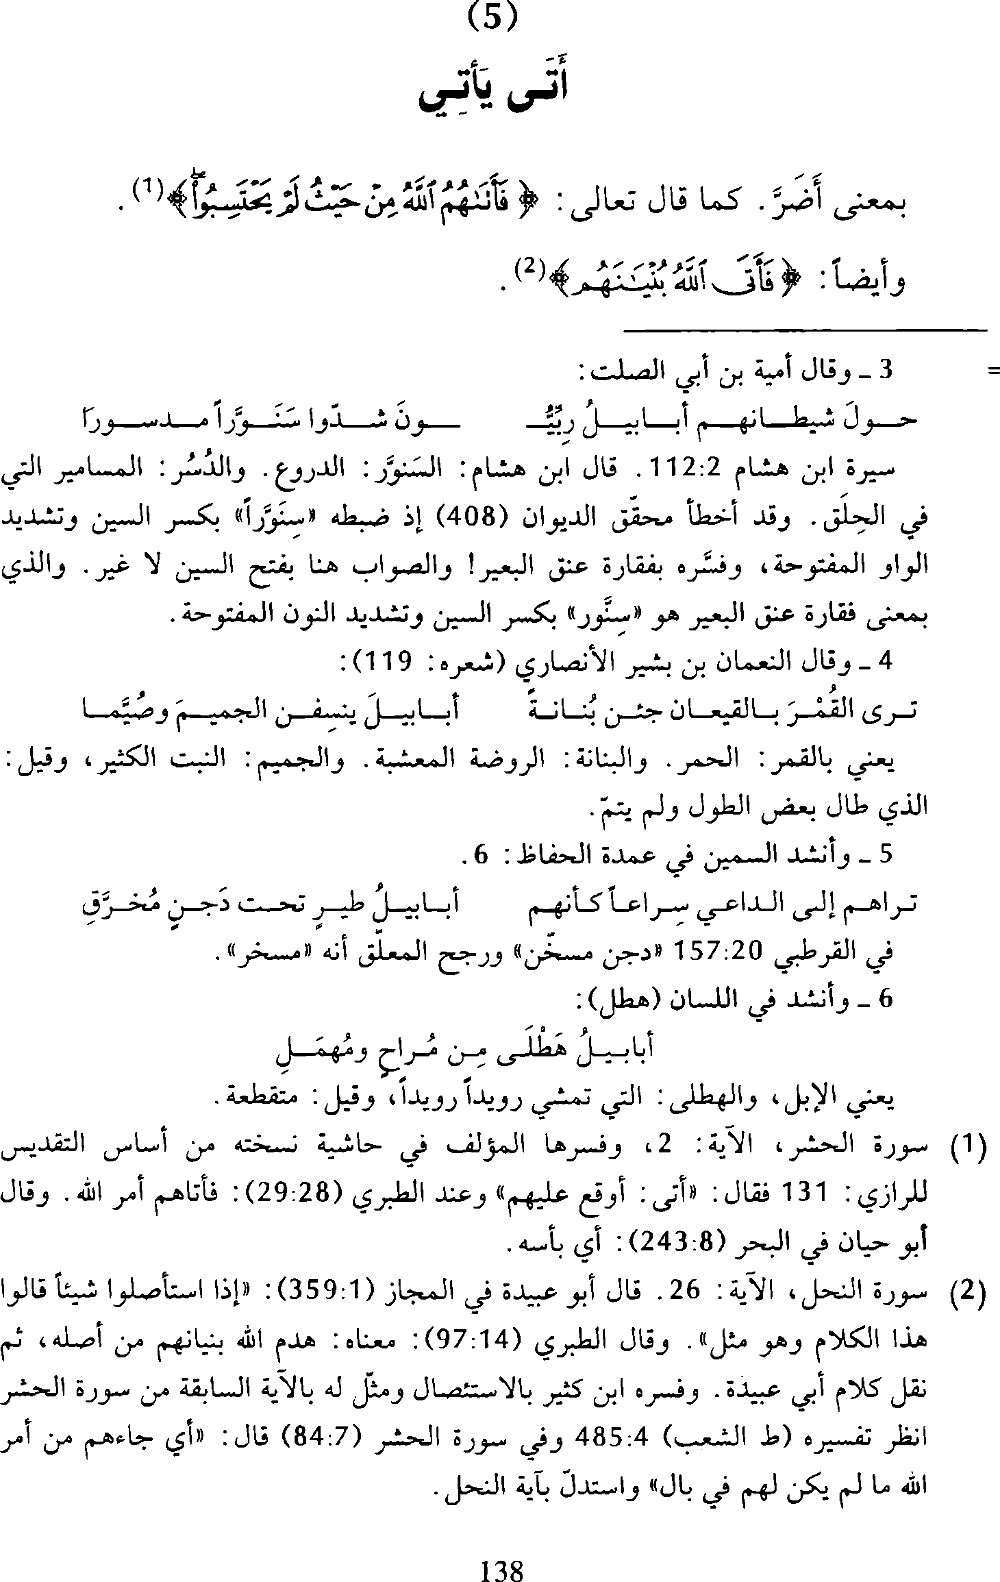 (5)
أَتَى يَأتِي
بمعنى أَضَرَّ. كما قال تعالى: ﴿فَأَتَىٰهُمُ ٱللَّهُ مِنْ حَيْثُ لَمْ يَحْتَسِبُوا۟ۖ﴾(1).
وأيضاً: ﴿فَأَتَى ٱللَّهُ بُنْيَـٰنَهُم﴾(2).
= 3 ـ وقال أمية بن أبي الصلت:
حـولَ شيطـانهـم أبـابيـلُ رِبِّيُّـ ـونَ شـدّوا سَنَـوَّراً مـدسـورا
سيرة ابن هشام 112:2. قال ابن هشام: السَنوَّر: الدروع. والدُسُر: المسامير التي
في الحِلَق. وقد أخطأ محقّق الديوان (408) إذ ضبطه «سِنَوَّراً» بكسر السين وتشديد
الواو المفتوحة، وفسَّره بفقارة عنق البعير! والصواب هنا بفتح السين لا غير. والذي
بمعنى فقارة عنق البعير هو «سِنَّور» بكسر السين وتشديد النون المفتوحة.
4 ـ وقال النعمان بن بشير الأنصاري (شعره: 119):
تـرى القُمْـرَ بـالقيعـان جئـن بُنـانـةً أبـابيـلَ ينسِفـن الجميـمَ وصُيَّمـا
يعني بالقمر: الحمر. والبنانة: الروضة المعشبة. والجميم: النبت الكثير، وقيل:
الذي طال بعض الطول ولم يتمّ.
5 ـ وأنشد السمين في عمدة الحفاظ: 6.
تـراهـم إلـى الـداعـي سِـراعـاً كـأنهـم أبـابيـلُ طيـرٍ تحـت دَجـنٍ مُخـرَّقِ
في القرطبي 157:20 «دجن مسخّن» ورجح المعلّق أنه «مسخر».
6 ـ وأنشد في اللسان (هطل):
أبابيـلُ هَطْلَـى مِـن مُـراحٍ ومُهمَـلِ
يعني الإبل، والهطلى: التي تمشي رويداً رويداً، وقيل: متقطعة.
(1) سورة الحشر، الآية: 2، وفسرها المؤلف في حاشية نسخته من أساس التقديس
للرازي: 131 فقال: «أتى: أوقع عليهم» وعند الطبري (29:28): فأتاهم أمر الله. وقال
أبو حيان في البحر (243:8): أي بأسه.
(2) سورة النحل، الآية: 26. قال أبو عبيدة في المجاز (359:1): «إذا استأصلوا شيئاً قالوا
هذا الكلام وهو مثل». وقال الطبري (97:14): معناه: هدم الله بنيانهم من أصله، ثم
نقل كلام أبي عبيدة. وفسره ابن كثير بالاستئصال ومثّل له بالآية السابقة من سورة الحشر
انظر تفسيره (ط الشعب) 485:4 وفي سورة الحشر (84:7) قال: «أي جاءهم من أمر
الله ما لم يكن لهم في بال» واستدلّ بآية النحل.
138